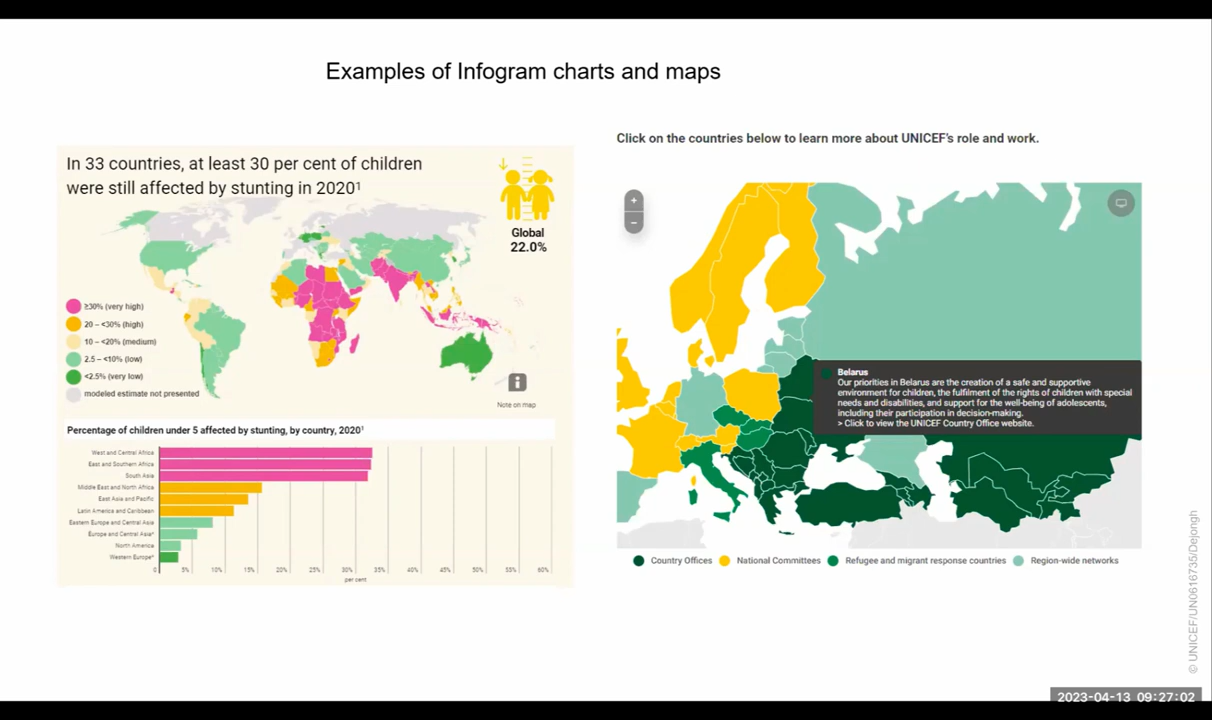 Examples of Infogram charts and maps
In 33 countries, at least 30 per cent of children
were still affected by stunting in 2020¹
Global
22.0%
≥30% (very high)
20 – <30% (high)
10 – <20% (medium)
2.5 – <10% (low)
<2.5% (very low)
modeled estimate not presented
Note on map
Percentage of children under 5 affected by stunting, by country, 2020¹
West and Central Africa
East and Southern Africa
South Asia
Middle East and North Africa
East Asia and Pacific
Latin America and Caribbean
Eastern Europe and Central Asia
Europe and Central Asia*
North America
Western Europe*
0 5% 10% 15% 20% 25% 30% 35% 40% 45% 50% 55% 60%
per cent
Click on the countries below to learn more about UNICEF's role and work.
+
−
Belarus
Our priorities in Belarus are the creation of a safe and supportive
environment for children, the fulfilment of the rights of children with special
needs and disabilities, and support for the well-being of adolescents,
including their participation in decision-making.
> Click to view the UNICEF Country Office website.
Country Offices National Committees Refugee and migrant response countries Region-wide networks
© UNICEF/UN0616735/Dejongh
2023-04-13 09:27:02